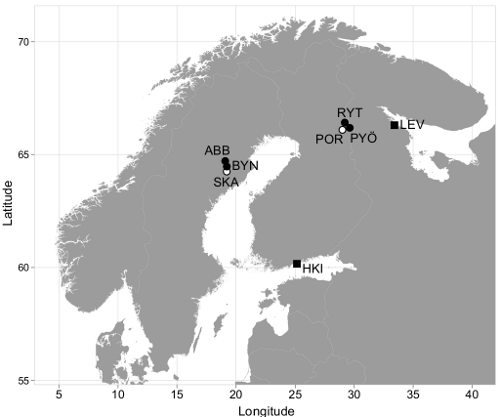 70
RYT
LEV
POR
PYÖ
ABB
65
BYN
SKA
Latitude
60
HKI
55
5
10
15
20
25
30
35
40
Longitude